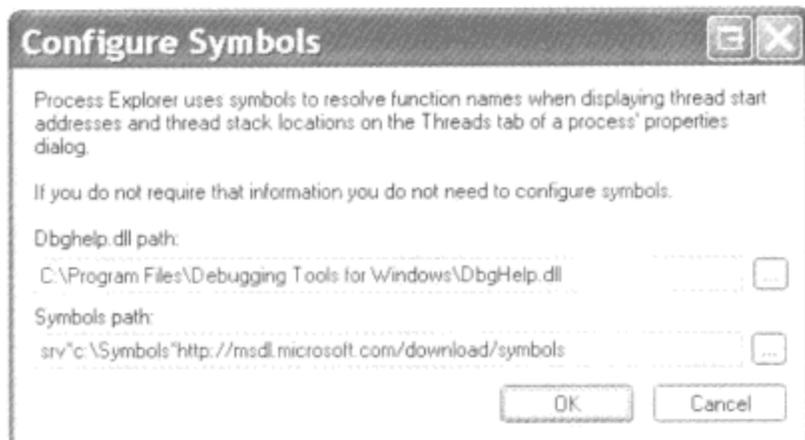 Configure Symbols
Process Explorer uses symbols to resolve function names when displaying thread start
addresses and thread stack locations on the Threads tab of a process' properties
dialog.
If you do not require that information you do not need to configure symbols.
Dbghelp.dll path:
C:\Program Files\Debugging Tools for Windows\DbgHelp.dll
...
Symbols path:
srv*c:\Symbols*http://msdl.microsoft.com/download/symbols
...
OK
Cancel